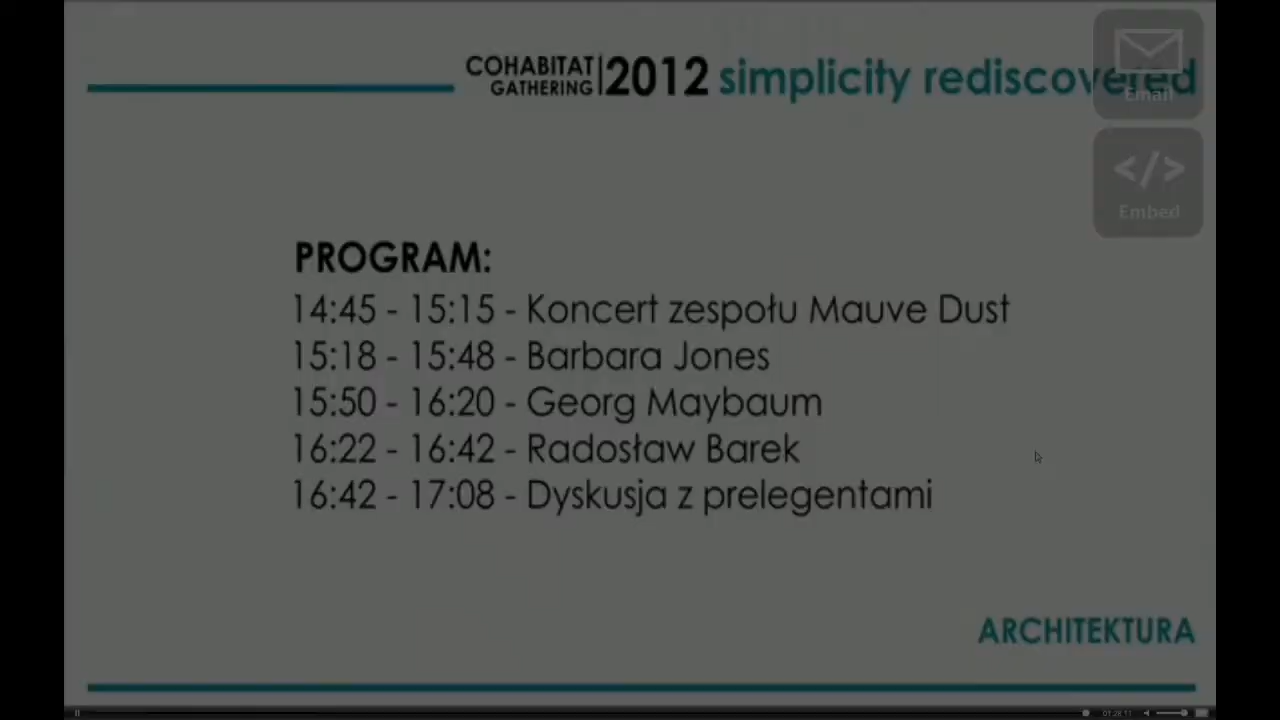 COHABITAT
GATHERING
2012 simplicity rediscovered
Email
</>
Embed
PROGRAM:
14:45 - 15:15 - Koncert zespołu Mauve Dust
15:18 - 15:48 - Barbara Jones
15:50 - 16:20 - Georg Maybaum
16:22 - 16:42 - Radosław Barek
16:42 - 17:08 - Dyskusja z prelegentami
ARCHITEKTURA